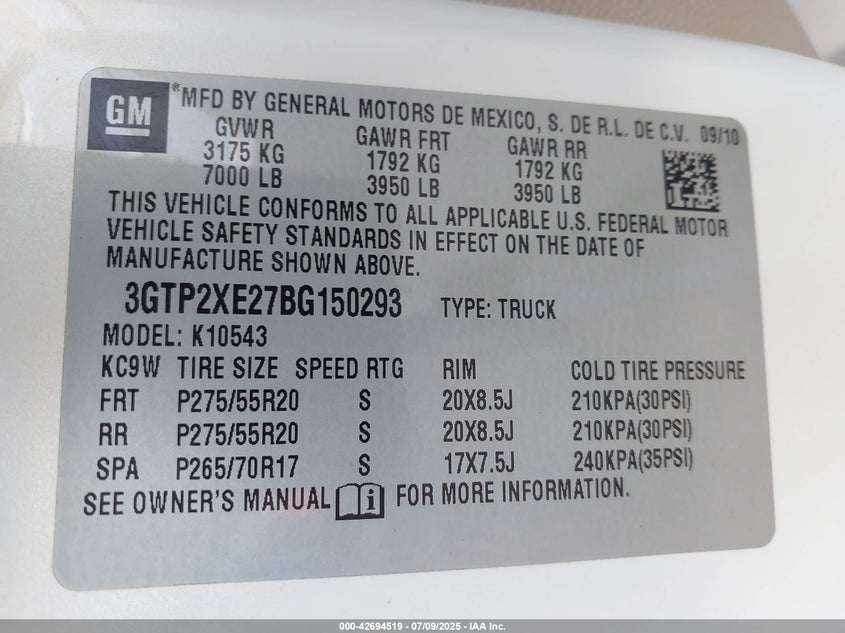 GM ® MFD BY GENERAL MOTORS DE MEXICO, S. DE R.L. DE C.V. 09/10
GVWR GAWR FRT GAWR RR
3175 KG 1792 KG 1792 KG
7000 LB 3950 LB 3950 LB
THIS VEHICLE CONFORMS TO ALL APPLICABLE U.S. FEDERAL MOTOR
VEHICLE SAFETY STANDARDS IN EFFECT ON THE DATE OF
MANUFACTURE SHOWN ABOVE.
3GTP2XE27BG150293 TYPE: TRUCK
MODEL: K10543
KC9W TIRE SIZE SPEED RTG RIM COLD TIRE PRESSURE
FRT P275/55R20 S 20X8.5J 210KPA(30PSI)
RR P275/55R20 S 20X8.5J 210KPA(30PSI)
SPA P265/70R17 S 17X7.5J 240KPA(35PSI)
SEE OWNER'S MANUAL i FOR MORE INFORMATION.
000-42694519 - 07/09/2025 - IAA Inc.